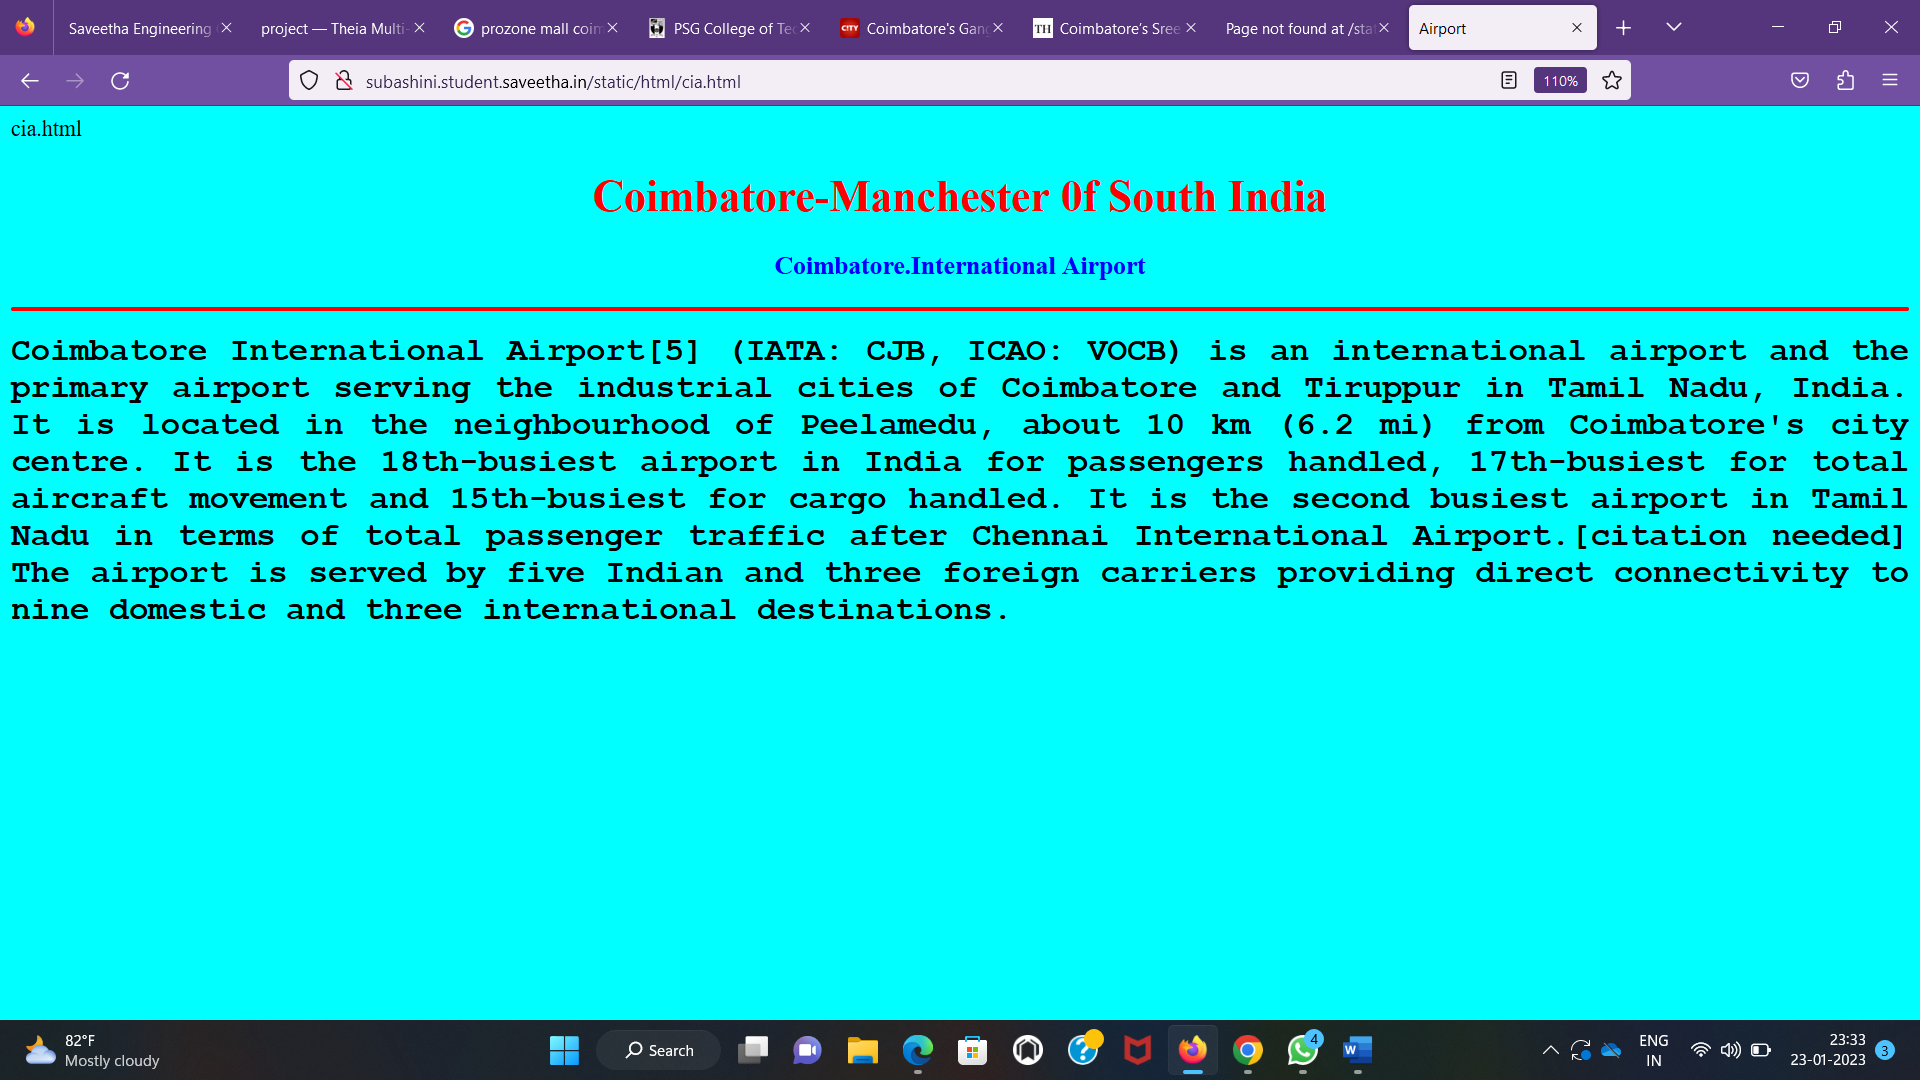 Saveetha Engineering
project — Theia Multi-
prozone mall coim
PSG College of Tec
CITY Coimbatore's Gang
TH Coimbatore's Sree
Page not found at /stat
Airport
subashini.student.saveetha.in/static/html/cia.html
110%
cia.html
Coimbatore-Manchester 0f South India
Coimbatore.International Airport
Coimbatore International Airport[5] (IATA: CJB, ICAO: VOCB) is an international airport and the
primary airport serving the industrial cities of Coimbatore and Tiruppur in Tamil Nadu, India.
It is located in the neighbourhood of Peelamedu, about 10 km (6.2 mi) from Coimbatore's city
centre. It is the 18th-busiest airport in India for passengers handled, 17th-busiest for total
aircraft movement and 15th-busiest for cargo handled. It is the second busiest airport in Tamil
Nadu in terms of total passenger traffic after Chennai International Airport.[citation needed]
The airport is served by five Indian and three foreign carriers providing direct connectivity to
nine domestic and three international destinations.
82°F
Mostly cloudy
Search
4
ENG
IN
23:33
23-01-2023
3